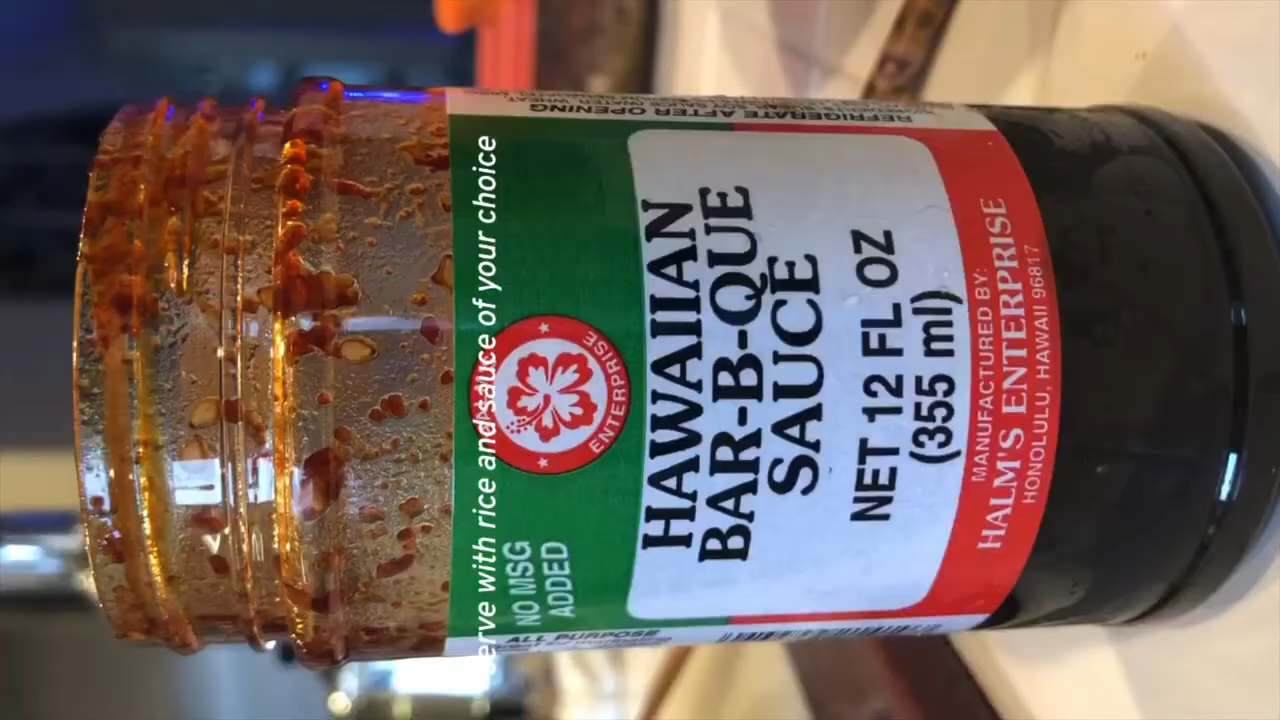 erve with rice and sauce of your choice
REFRIGERATE AFTER OPENING
ENTERPRISE
NO MSG
ADDED
ALL PURPOSE
HAWAIIAN
BAR-B-QUE
SAUCE
NET 12 FL OZ
(355 ml)
MANUFACTURED BY:
HALM'S ENTERPRISE
HONOLULU, HAWAII 96817